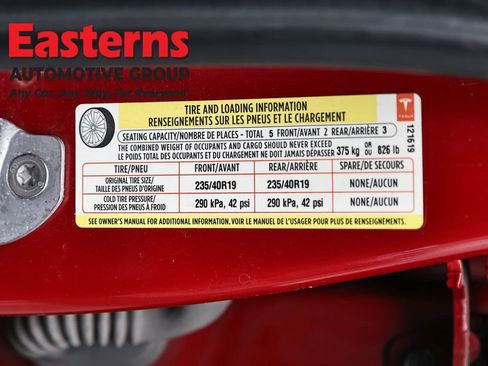 Easterns
AUTOMOTIVE GROUP
Any Car. Any Way. For Everyone!
TIRE AND LOADING INFORMATION
RENSEIGNEMENTS SUR LES PNEUS ET LE CHARGEMENT
TESLA
SEATING CAPACITY/NOMBRE DE PLACES - TOTAL 5 FRONT/AVANT 2 REAR/ARRIÈRE 3
THE COMBINED WEIGHT OF OCCUPANTS AND CARGO SHOULD NEVER EXCEED
LE POIDS TOTAL DES OCCUPANTS ET DU CHARGEMENT NE DOIT JAMAIS DÉPASSER 375 kg OR OU 826 lb
121619
TIRE/PNEU FRONT/AVANT REAR/ARRIÈRE SPARE/DE SECOURS
ORIGINAL TIRE SIZE/
TAILLE DES PNEUS D'ORIGINE 235/40R19 235/40R19 NONE/AUCUN
COLD TIRE PRESSURE/
PRESSION DES PNEUS À FROID 290 kPa, 42 psi 290 kPa, 42 psi NONE/AUCUN
SEE OWNER'S MANUAL FOR ADDITIONAL INFORMATION. VOIR LE MANUEL DE L'USAGER POUR PLUS DE RENSEIGNEMENTS.